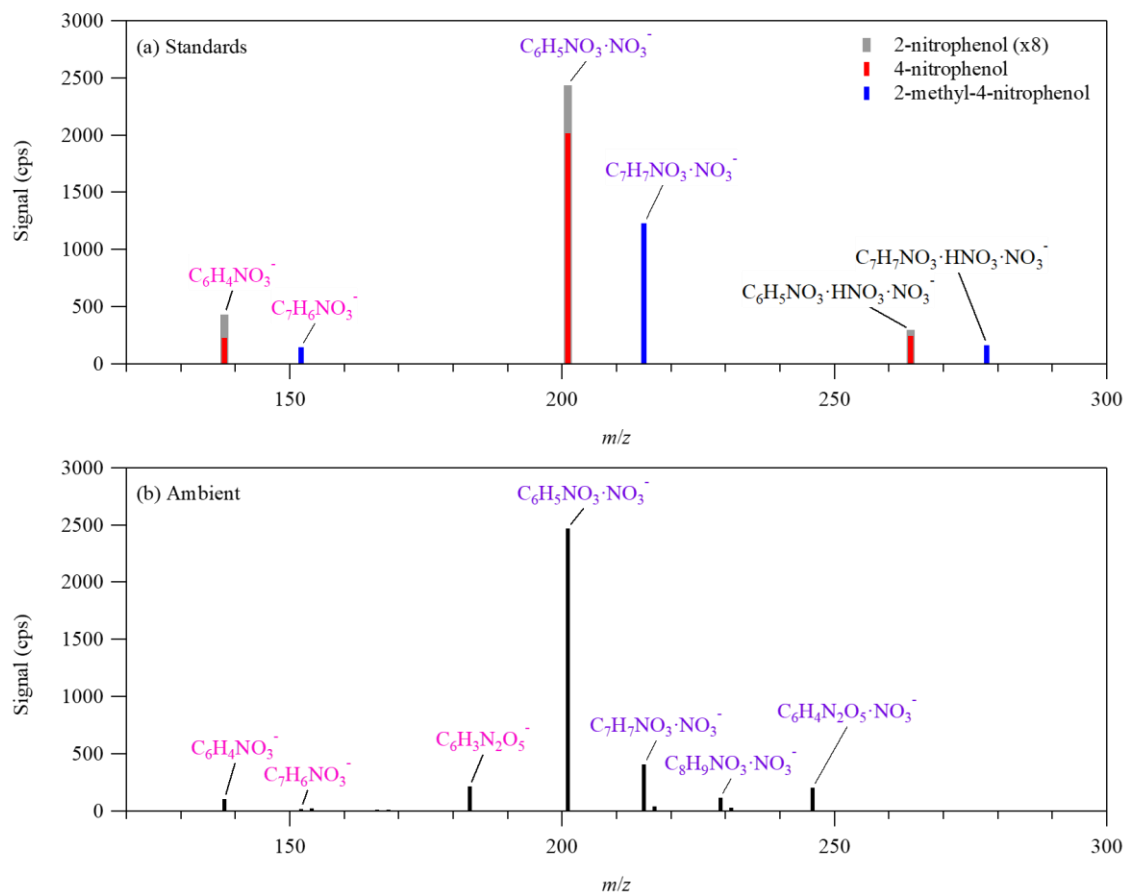 (a) Standards
C₆H₅NO₃·NO₃⁻
2-nitrophenol (x8)
4-nitrophenol
2-methyl-4-nitrophenol
C₇H₇NO₃·NO₃⁻
C₇H₇NO₃·HNO₃·NO₃⁻
C₆H₅NO₃·HNO₃·NO₃⁻
C₆H₄NO₃⁻
C₇H₆NO₃⁻
3000
2500
2000
1500
1000
500
0
Signal (cps)
150
200
250
300
m/z
(b) Ambient
C₆H₅NO₃·NO₃⁻
C₆H₄N₂O₅·NO₃⁻
C₇H₇NO₃·NO₃⁻
C₈H₉NO₃·NO₃⁻
C₆H₃N₂O₅⁻
C₆H₄NO₃⁻
C₇H₆NO₃⁻
3000
2500
2000
1500
1000
500
0
Signal (cps)
150
200
250
300
m/z